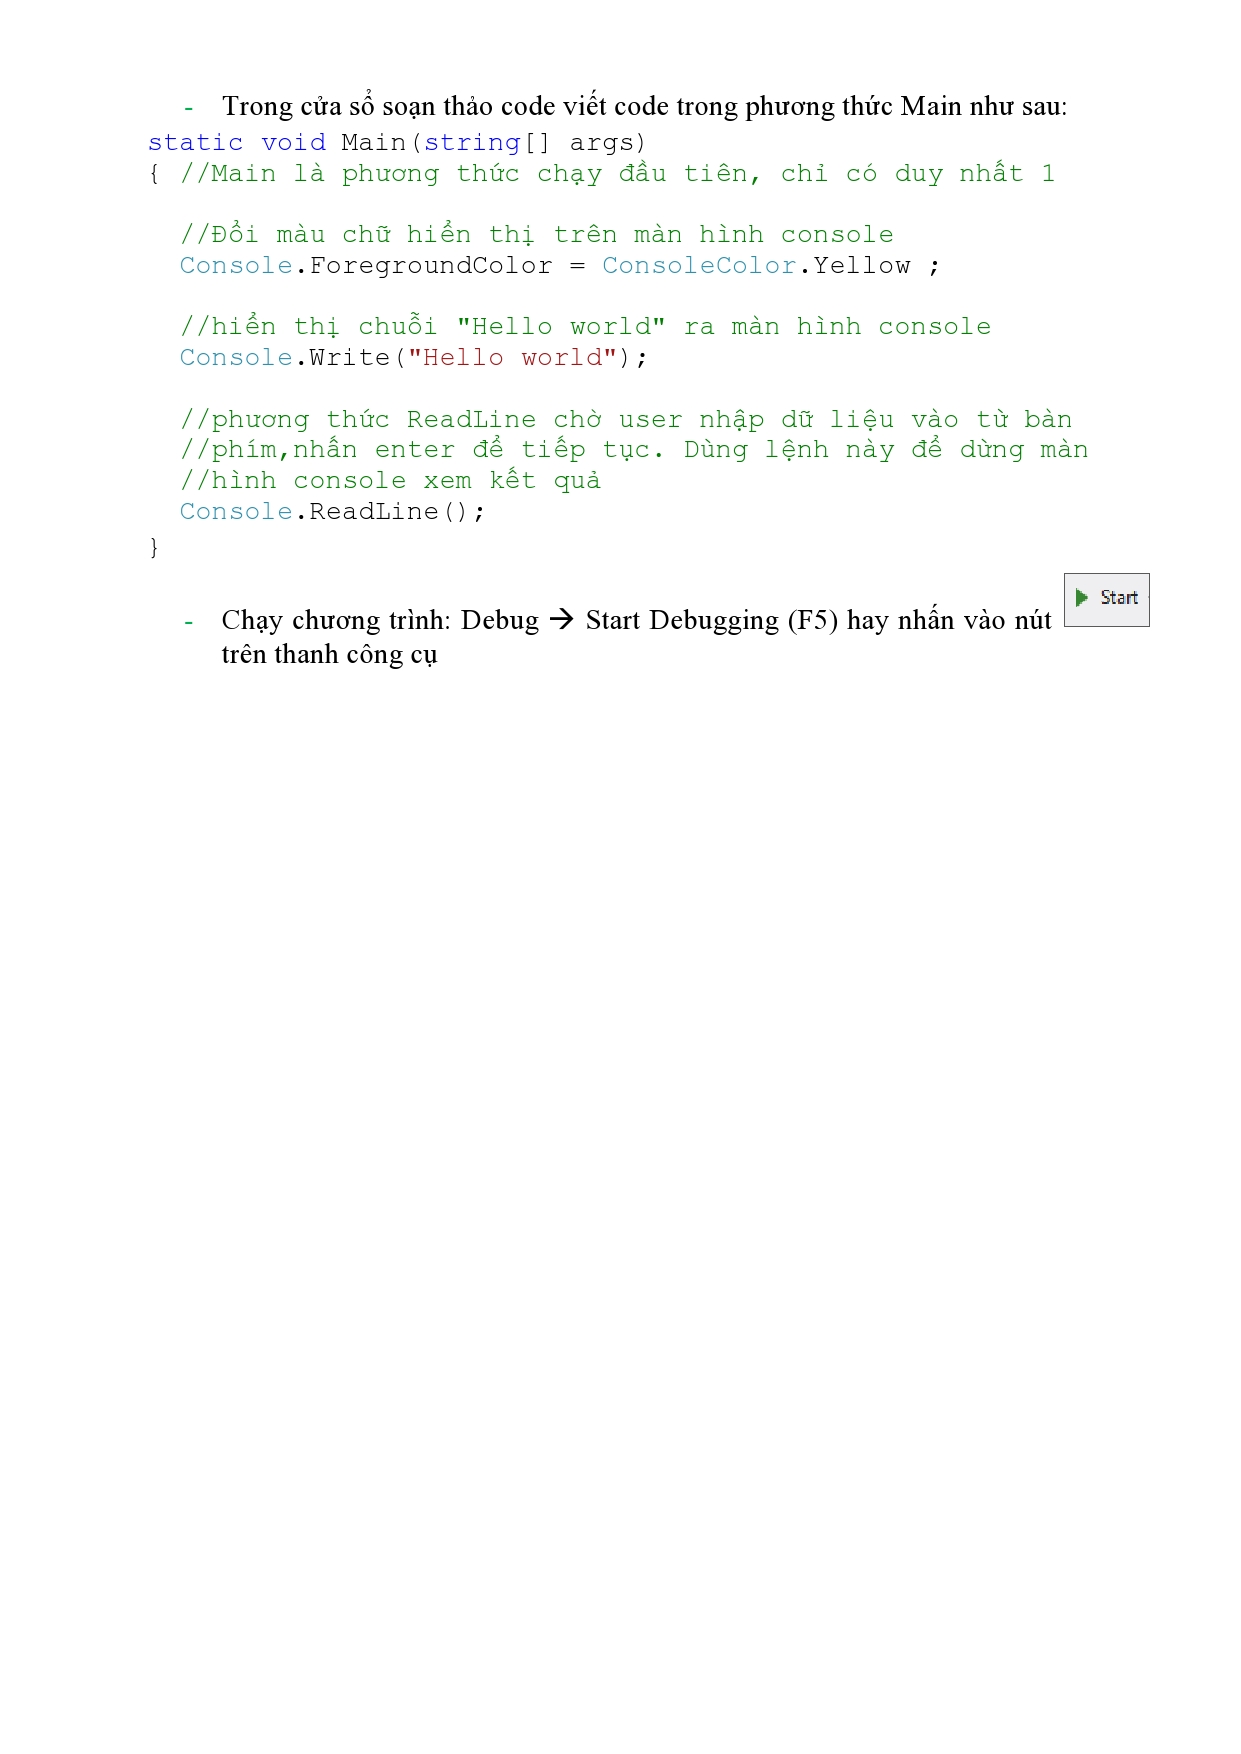 - Trong cửa sổ soạn thảo code viết code trong phương thức Main như sau:
static void Main(string[] args)
{ //Main là phương thức chạy đầu tiên, chỉ có duy nhất 1
//Đổi màu chữ hiển thị trên màn hình console
Console.ForegroundColor = ConsoleColor.Yellow ;
//hiển thị chuỗi "Hello world" ra màn hình console
Console.Write("Hello world");
//phương thức ReadLine chờ user nhập dữ liệu vào từ bàn
//phím,nhấn enter để tiếp tục. Dùng lệnh này để dừng màn
//hình console xem kết quả
Console.ReadLine();
}
- Chạy chương trình: Debug → Start Debugging (F5) hay nhấn vào nút Start
trên thanh công cụ